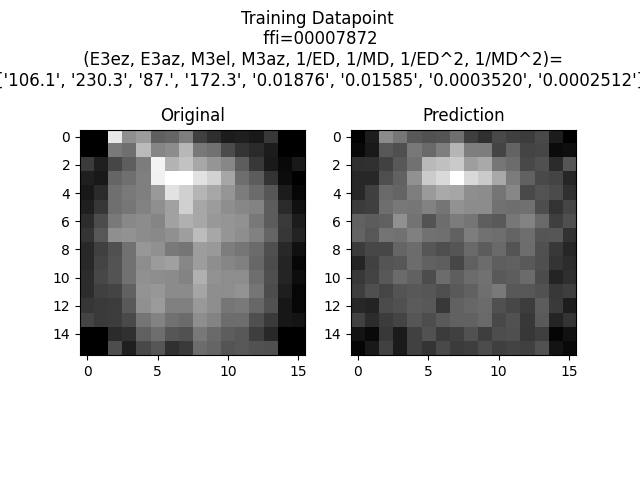 Training Datapoint
ffi=00007872
(E3ez, E3az, M3el, M3az, 1/ED, 1/MD, 1/ED^2, 1/MD^2)=
['106.1', '230.3', '87.', '172.3', '0.01876', '0.01585', '0.0003520', '0.0002512']
Original Prediction
0 0
2 2
4 4
6 6
8 8
10 10
12 12
14 14
0 5 10 15 0 5 10 15